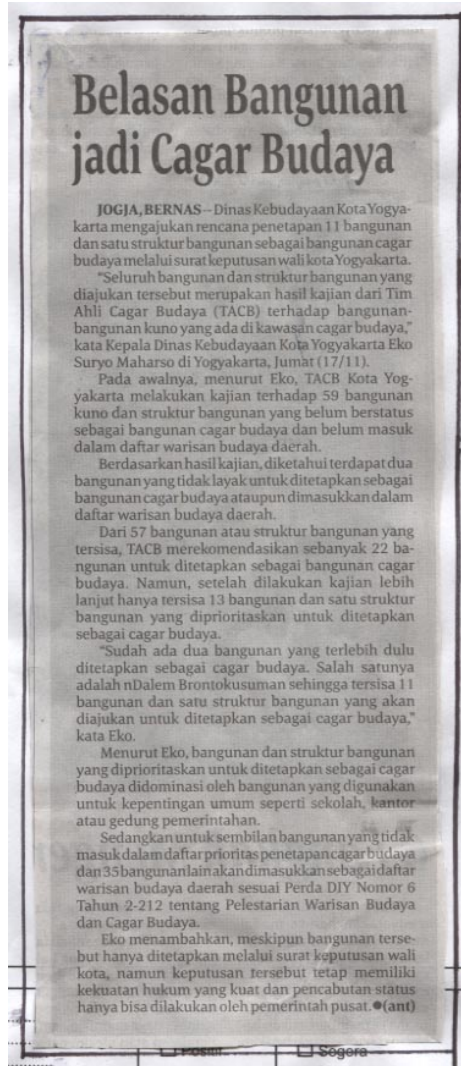 Belasan Bangunan
jadi Cagar Budaya
JOGJA, BERNAS -- Dinas Kebudayaan Kota Yogya-
karta mengajukan rencana penetapan 11 bangunan
dan satu struktur bangunan sebagai bangunan cagar
budaya melalui surat keputusan wali kota Yogyakarta.
"Seluruh bangunan dan struktur bangunan yang
diajukan tersebut merupakan hasil kajian dari Tim
Ahli Cagar Budaya (TACB) terhadap bangunan-
bangunan kuno yang ada di kawasan cagar budaya,"
kata Kepala Dinas Kebudayaan Kota Yogyakarta Eko
Suryo Maharso di Yogyakarta, Jumat (17/11).
Pada awalnya, menurut Eko, TACB Kota Yog-
yakarta melakukan kajian terhadap 59 bangunan
kuno dan struktur bangunan yang belum berstatus
sebagai bangunan cagar budaya dan belum masuk
dalam daftar warisan budaya daerah.
Berdasarkan hasil kajian, diketahui terdapat dua
bangunan yang tidak layak untuk ditetapkan sebagai
bangunan cagar budaya ataupun dimasukkan dalam
daftar warisan budaya daerah.
Dari 57 bangunan atau struktur bangunan yang
tersisa, TACB merekomendasikan sebanyak 22 ba-
ngunan untuk ditetapkan sebagai bangunan cagar
budaya. Namun, setelah dilakukan kajian lebih
lanjut hanya tersisa 13 bangunan dan satu struktur
bangunan yang diprioritaskan untuk ditetapkan
sebagai cagar budaya.
"Sudah ada dua bangunan yang terlebih dulu
ditetapkan sebagai cagar budaya. Salah satunya
adalah nDalem Brontokusuman sehingga tersisa 11
bangunan dan satu struktur bangunan yang akan
diajukan untuk ditetapkan sebagai cagar budaya,"
kata Eko.
Menurut Eko, bangunan dan struktur bangunan
yang diprioritaskan untuk ditetapkan sebagai cagar
budaya didominasi oleh bangunan yang digunakan
untuk kepentingan umum seperti sekolah, kantor
atau gedung pemerintahan.
Sedangkan untuk sembilan bangunan yang tidak
masuk dalam daftar prioritas penetapan cagar budaya
dan 35 bangunan lain akan dimasukkan sebagai daftar
warisan budaya daerah sesuai Perda DIY Nomor 6
Tahun 2-212 tentang Pelestarian Warisan Budaya
dan Cagar Budaya.
Eko menambahkan, meskipun bangunan terse-
but hanya ditetapkan melalui surat keputusan wali
kota, namun keputusan tersebut tetap memiliki
kekuatan hukum yang kuat dan pencabutan status
hanya bisa dilakukan oleh pemerintah pusat. ●(ant)
Positif Segera